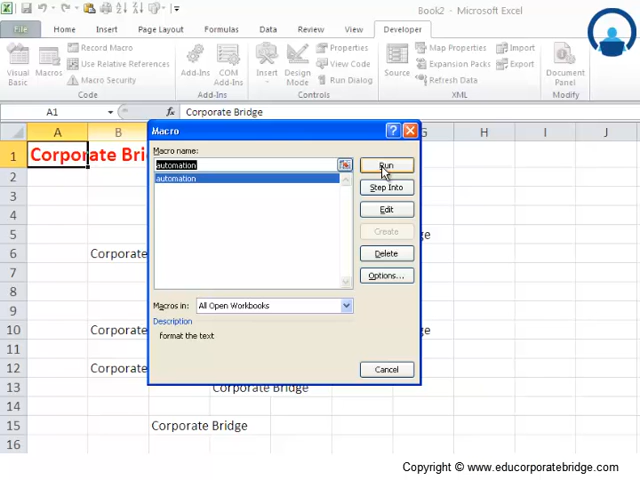 Book2 - Microsoft Excel
File Home Insert Page Layout Formulas Data Review View Developer
Visual Basic Macros Record Macro Use Relative References Macro Security Add-Ins COM Add-Ins Insert Design Mode Properties View Code Run Dialog Source Map Properties Expansion Packs Refresh Data Import Export Document Panel
Code Add-Ins Controls XML Modify
A1 fx Corporate Bridge
A B G H I J
Macro
1 Corporate Bri
Macro name:
automation Run
2 automation
3 Step Into
4 Edit
5 Create ge
6 Corporate Delete
7 Options...
8 Macros in: All Open Workbooks
9 Description
10 Corporate format the text ge
11
12 Corporate Cancel
13 Corporate Bridge
14
15 Corporate Bridge
16
Copyright © www.educorporatebridge.com